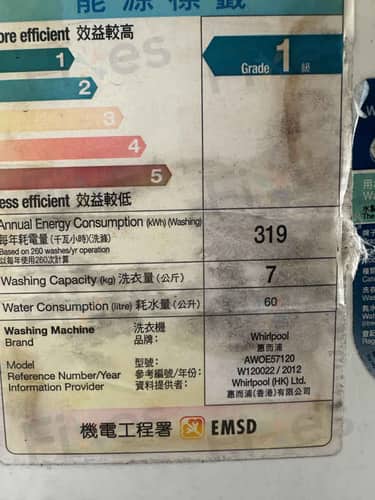 能源標籤
ore efficient 效益較高
1
2
3
4
5
Grade 1 級
ess efficient 效益較低
Annual Energy Consumption (kWh) (Washing)
每年耗電量 (千瓦小時)(洗滌)
Based on 260 washes/yr operation
以每年使用260次計算
319
Washing Capacity (kg) 洗衣量 (公斤)
7
Water Consumption (litre) 耗水量 (公升)
60
Washing Machine 洗衣機
Brand 品牌：
Whirlpool
惠而浦
Model 型號：
AWOE57120
Reference Number/Year 參考編號/年份：
W120022 / 2012
Information Provider 資料提供者：
Whirlpool (HK) Ltd.
惠而浦(香港)有限公司
機電工程署 EMSD